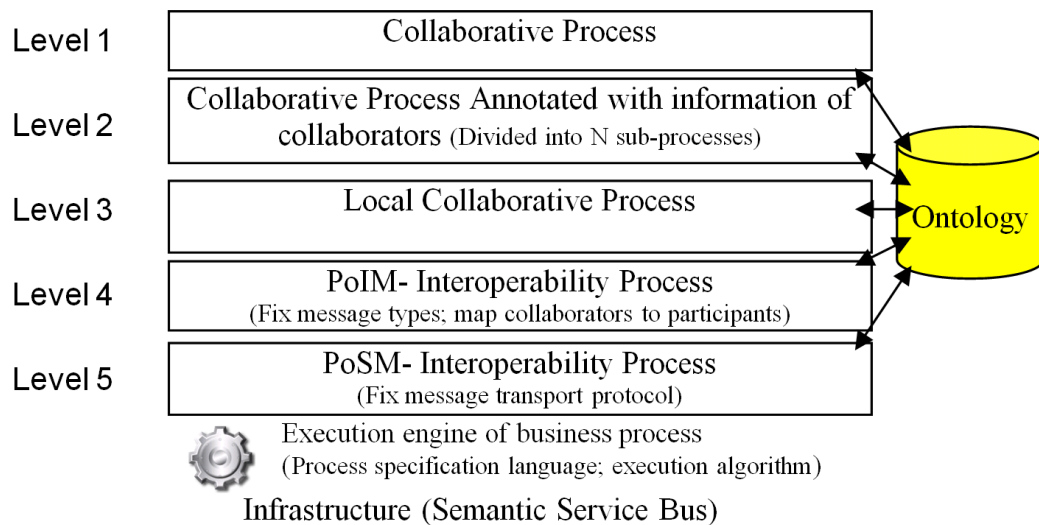 Level 1
Collaborative Process
Level 2
Collaborative Process Annotated with information of
collaborators (Divided into N sub-processes)
Level 3
Local Collaborative Process
Ontology
Level 4
PoIM- Interoperability Process
(Fix message types; map collaborators to participants)
Level 5
PoSM- Interoperability Process
(Fix message transport protocol)
Execution engine of business process
(Process specification language; execution algorithm)
Infrastructure (Semantic Service Bus)